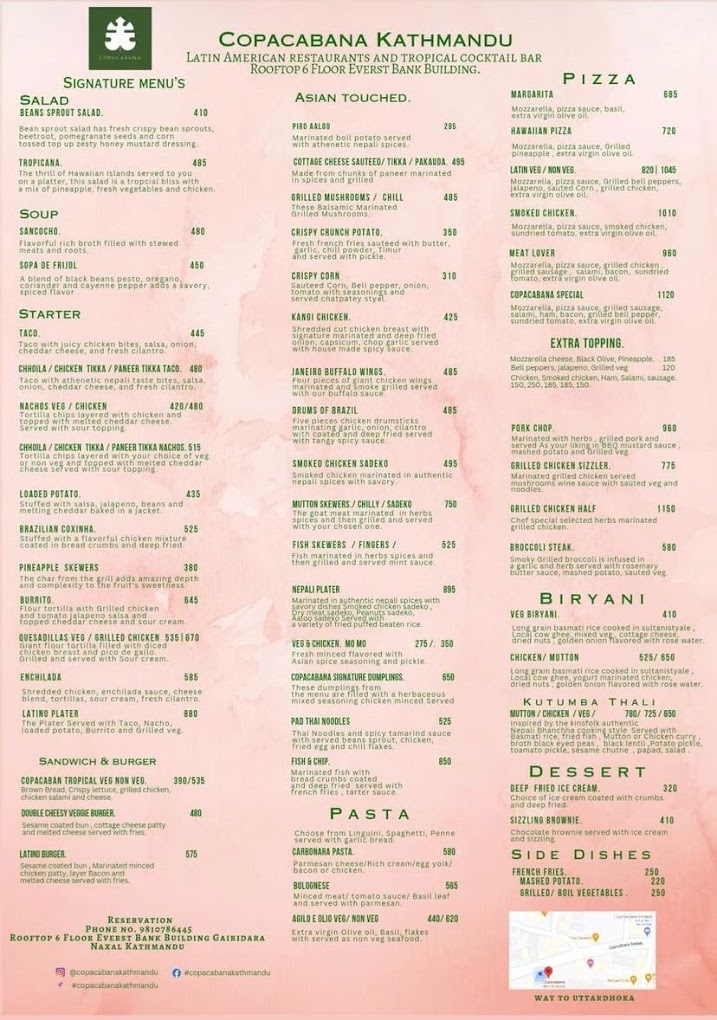 COPACABANA
Copacabana Kathmandu
Latin American restaurants and tropical cocktail bar
Rooftop 6 Floor Everst Bank Building.
Signature menu's
Salad
BEANS SPROUT SALAD. 410
Bean sprout salad has fresh crispy bean sprouts,
beetroot, pomegranate seeds and corn
tossed top up zesty honey mustard dressing.
TROPICANA. 485
The thrill of Hawaiian Islands served to you
on a platter, this salad is a tropical bliss with
a mix of pineapple, fresh vegetables and chicken.
Soup
SANCOCHO. 480
Flavorful rich broth filled with stewed
meats and roots.
SOPA DE FRIJOL 450
A blend of black beans pesto, oregano,
coriander and cayenne pepper adds a savory,
spiced flavor .
Starter
TACO. 445
Taco with juicy chicken bites, salsa, onion,
cheddar cheese, and fresh cilantro.
CHHOILA / CHICKEN TIKKA / PANEER TIKKA TACO. 480
Taco with athenetic nepali taste bites, salsa,
onion, cheddar cheese, and fresh cilantro.
NACHOS VEG / CHICKEN 420/480
Tortilla chips layered with chicken and
topped with melted cheddar cheese.
Served with sour topping.
CHHOILA / CHICKEN TIKKA / PANEER TIKKA NACHOS. 515
Tortilla chips layered with your choice of veg
or non veg and topped with melted cheddar
cheese served with sour topping.
LOADED POTATO. 435
Stuffed with salsa, jalapeno, beans and
melting cheddar baked in a jacket.
BRAZILIAN COXINHA. 525
Stuffed with a flavorful chicken mixture
coated in bread crumbs and deep fried.
PINEAPPLE SKEWERS 380
The char from the grill adds amazing depth
and complexity to the fruit's sweetness.
BURRITO. 645
Flour tortilla with Grilled chicken
and tomato jalapeno salsa and
topped cheddar cheese and sour cream.
QUESADILLAS VEG / GRILLED CHICKEN 535|670
Giant flour tortilla filled with diced
chicken breast and pico de gallo.
Grilled and served with Sour cream.
ENCHILADA 585
Shredded chicken, enchilada sauce, cheese
blend, tortillas, sour cream, fresh cilantro.
LATINO PLATER 880
The Plater Served with Taco, Nacho,
loaded potato, Burrito and Grilled veg.
Sandwich & burger
COPACABAN TROPICAL VEG NON VEG. 390/535
Brown Bread, Crispy lettuce, grilled chicken,
chicken salami and cheese.
DOUBLE CHEESY VEGGIE BURGER. 480
Sesame coated bun , cottage cheese patty
and melted cheese served with fries.
LATINO BURGER. 575
Sesame coated bun , Marinated minced
chicken patty, layer Bacon and
melted cheese served with fries.
Reservation
Phone no. 9810786445
Rooftop 6 Floor Everst Bank Building Gairidara
Naxal Kathmandu
@copacabanakathmandu #copacabanakathmandu
#copacabanakathmandu
Asian touched.
PIRO AALOO 295
Marinated boil potato served
with athenetic nepali spices.
COTTAGE CHEESE SAUTEED/ TIKKA / PAKAUDA. 495
Made from chunks of paneer marinated
in spices and grilled
GRILLED MUSHROOMS / CHILL 485
These Balsamic Marinated
Grilled Mushrooms.
CRISPY CRUNCH POTATO. 350
Fresh french fries sauteed with butter,
garlic, chill powder, Timur
and served with pickle.
CRISPY CORN 310
Sauteed Corn, Bell pepper, onion,
tomato with seasonings and
served chatpatey styal.
KANGI CHICKEN. 425
Shredded cut chicken breast with
signature marinated and deep fried
onion, capsicum, chop garlic served
with house made spicy sauce.
JANEIRO BUFFALO WINGS. 485
Four pieces of giant chicken wings
marinated and smoke grilled served
with our buffalo sauce.
DRUMS OF BRAZIL 485
Five pieces chicken drumsticks
marinating garlic, onion, cilantro
with coated and deep fried served
with tangy spicy sauce.
SMOKED CHICKEN SADEKO 495
Smoked chicken marinated in authentic
nepali spices with savory.
MUTTON SKEWERS./ CHILLY / SADEKO 750
The goat meat marinated in herbs
spices and then grilled and served
with your chosen one.
FISH SKEWERS / FINGERS / 525
Fish marinated in herbs spices and
then grilled and served mint sauce.
NEPALI PLATER 895
Marinated in authentic nepali spices with
savory dishes Smoked chicken sadeko ,
Dry meat sadeko, Peanuts sadeko,
Aaloo sadeko Served with
a variety of fried puffed beaten rice.
VEG & CHICKEN. MO MO 275 /. 350
Fresh minced flavored with
Asian spice seasoning and pickle.
COPACABANA SIGNATURE DUMPLINGS. 650
These dumplings from
the menu are filled with a herbaceous
mixed seasoning chicken minced Served
PAD THAI NOODLES 525
Thai Noodles and spicy tamarind sauce
with served beans sprout, chicken,
fried egg and chill flakes.
FISH & CHIP. 850
Marinated fish with
bread crumbs coated
and deep fried served with
french fries , tarter sauce.
Pasta
Choose from Linguini, Spaghetti, Penne
served with garlic bread.
CARBONARA PASTA. 580
Parmesan cheese/Rich cream/egg yolk/
bacon or chicken.
BOLOGNESE 565
Minced meat/ tomato sauce/ Basil leaf
and served with parmesan.
AGILO E OLIO VEG/ NON VEG 440/ 620
Extra virgin Olive oil, Basil, flakes
with served as non veg seafood.
Pizza
MARGARITA 685
Mozzarella, pizza sauce, basil,
extra virgin olive oil.
HAWAIIAN PIZZA 720
Mozzarella, pizza sauce, Grilled
pineapple , extra virgin olive oil.
LATIN VEG / NON VEG. 820| 1045
Mozzarella, pizza sauce, Grilled bell peppers,
jalapeno, sauted Corn , grilled chicken,
extra virgin olive oil.
SMOKED CHICKEN. 1010
Mozzarella, pizza sauce, smoked chicken,
sundried tomato, extra virgin olive oil.
MEAT LOVER 960
Mozzarella, pizza sauce, grilled chicken ,
grilled sausage , salami, bacon, sundried
tomato, extra virgin olive oil.
COPACABANA SPECIAL 1120
Mozzarella, pizza sauce, grilled sausage,
salami, ham, bacon, grilled bell pepper,
sundried tomato, extra virgin olive oil.
EXTRA TOPPING.
Mozzarella cheese, Black Olive, Pineapple. 185
Bell peppers, jalapeno, Grilled veg 120
Chicken, Smoked chicken, Ham, Salami, sausage.
150, 250, 185, 185, 150.
PORK CHOP. 960
Marinated with herbs , grilled pork and
served As your liking in BBQ mustard sauce ,
mashed potato and Grilled veg.
GRILLED CHICKEN SIZZLER. 775
Marinated grilled chicken served
mushrooms wine sauce with sauted veg and
noodles.
GRILLED CHICKEN HALF 1150
Chef special selected herbs marinated
grilled chicken.
BROCCOLI STEAK. 580
Smoky Grilled broccoli is infused in
a garlic and herb served with rosemary
butter sauce, mashed potato, sauted veg.
Biryani
VEG BIRYANI. 410
Long grain basmati rice cooked in sultanistyale ,
Local cow ghee, mixed veg , cottage cheese,
dried nuts , golden onion flavored with rose water.
CHICKEN/ MUTTON 525/ 850
Long grain basmati rice cooked in sultanistyale ,
Local cow ghee, yogurt marinated chicken,
dried nuts , golden onion flavored with rose water.
Kutumba Thali
MUTTON / CHICKEN / VEG / 780/ 725 / 650
Inspired by the kinsfolk authentic
Nepali Bhanchha cooking style Served with
Basmati rice, fried fish , Mutton or Chicken curry ,
broth black eyed peas , black lentil ,Potato pickle,
toamato pickle, sesame chutne , papad, salad .
Dessert
DEEP FRIED ICE CREAM. 320
Choice of ice cream coated with crumbs
and deep fried.
SIZZLING BROWNIE. 410
Chocolate brownie served with ice cream
and sizzling.
Side Dishes
FRENCH FRIES. 250
MASHED POTATO. 220
GRILLED/ BOIL VEGETABLES . 250
WAY TO UTTARDHOKA